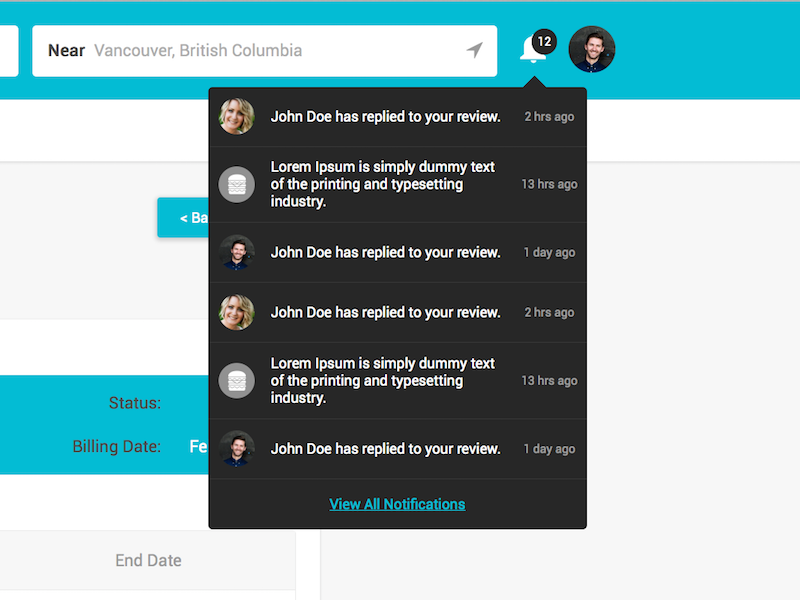 Near Vancouver, British Columbia
12
John Doe has replied to your review. 2 hrs ago
Lorem Ipsum is simply dummy text
of the printing and typesetting
industry.
13 hrs ago
< Ba
John Doe has replied to your review. 1 day ago
John Doe has replied to your review. 2 hrs ago
Lorem Ipsum is simply dummy text
of the printing and typesetting
industry.
13 hrs ago
Status:
Billing Date: Fe
John Doe has replied to your review. 1 day ago
View All Notifications
End Date